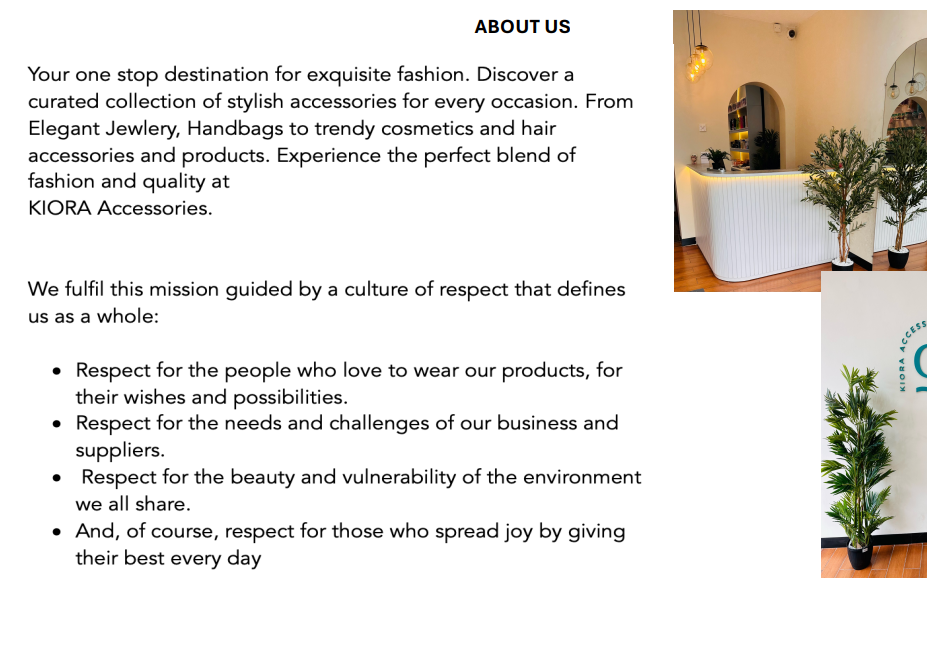 ABOUT US
Your one stop destination for exquisite fashion. Discover a
curated collection of stylish accessories for every occasion. From
Elegant Jewlery, Handbags to trendy cosmetics and hair
accessories and products. Experience the perfect blend of
fashion and quality at
KIORA Accessories.
We fulfil this mission guided by a culture of respect that defines
us as a whole:
• Respect for the people who love to wear our products, for
their wishes and possibilities.
• Respect for the needs and challenges of our business and
suppliers.
• Respect for the beauty and vulnerability of the environment
we all share.
• And, of course, respect for those who spread joy by giving
their best every day
KIORA ACCESS